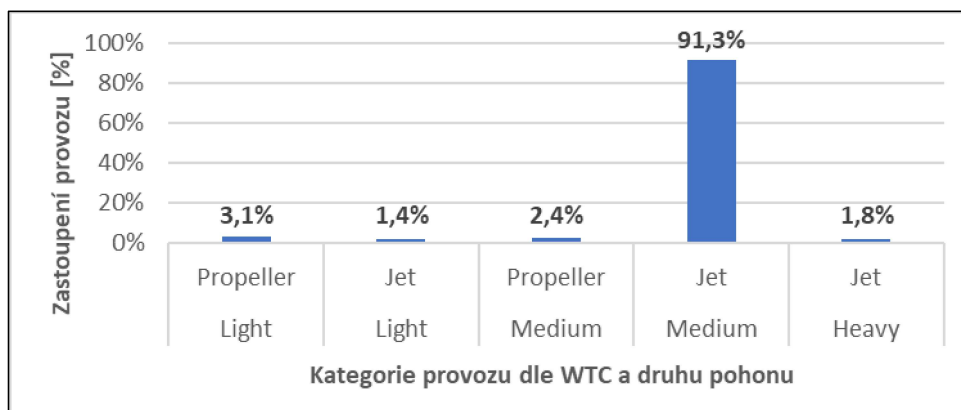 Zastoupení provozu [%]
100%
80%
60%
40%
20%
0%
3,1%
1,4%
2,4%
91,3%
1,8%
Propeller Jet Propeller Jet Jet
Light Light Medium Medium Heavy
Kategorie provozu dle WTC a druhu pohonu